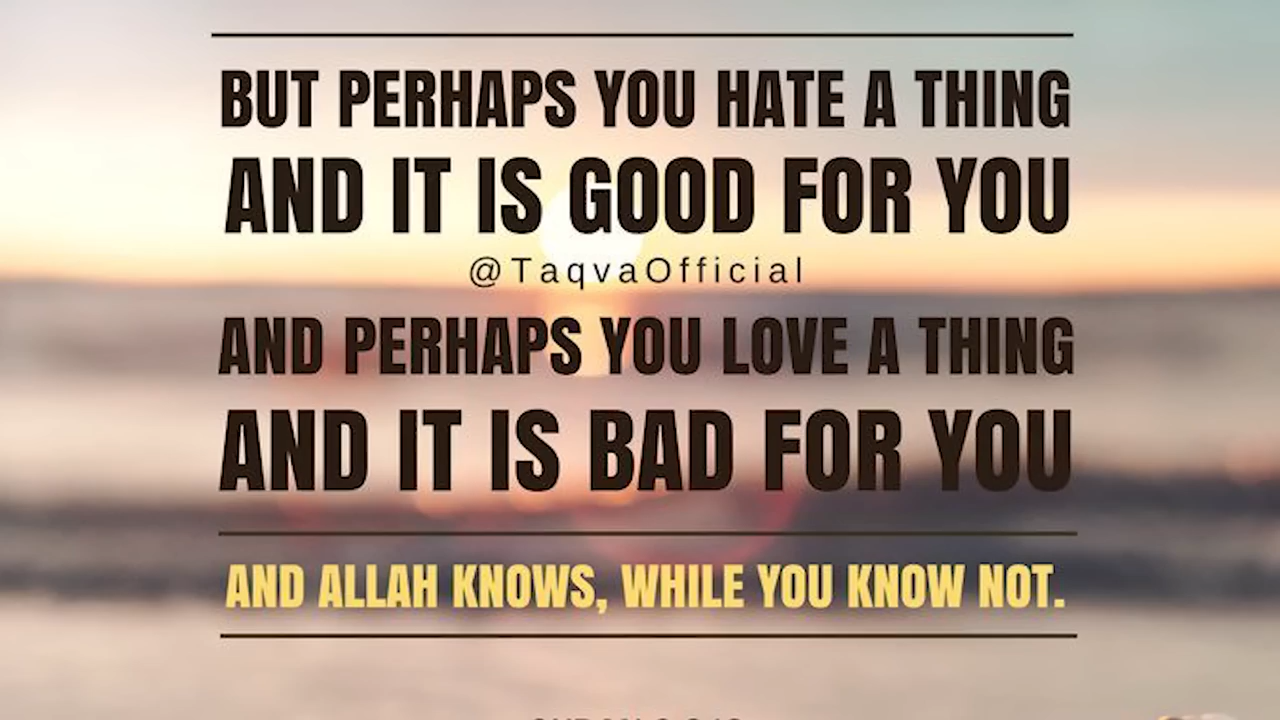 BUT PERHAPS YOU HATE A THING
AND IT IS GOOD FOR YOU
@TaqvaOfficial
AND PERHAPS YOU LOVE A THING
AND IT IS BAD FOR YOU
AND ALLAH KNOWS, WHILE YOU KNOW NOT.